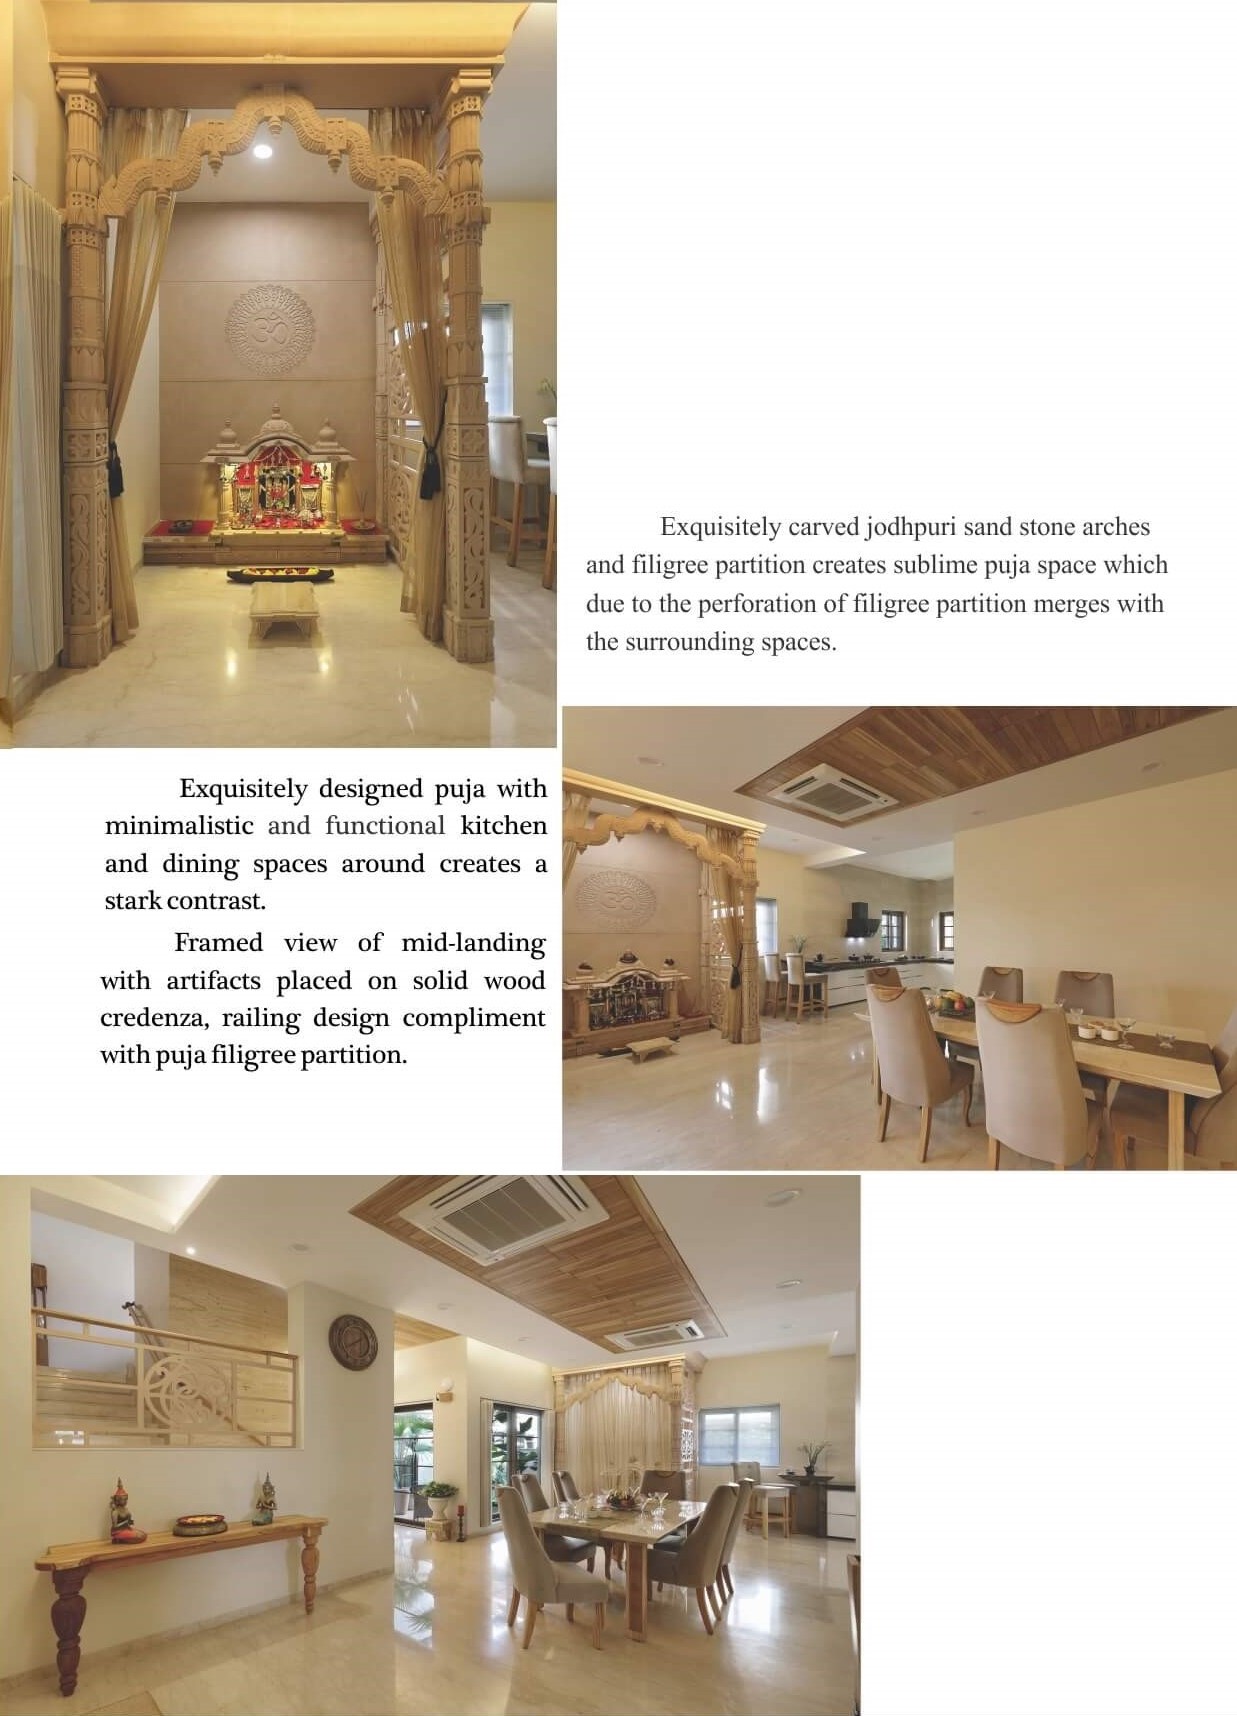 Exquisitely carved jodhpuri sand stone arches
and filigree partition creates sublime puja space which
due to the perforation of filigree partition merges with
the surrounding spaces.
Exquisitely designed puja with
minimalistic and functional kitchen
and dining spaces around creates a
stark contrast.
Framed view of mid-landing
with artifacts placed on solid wood
credenza, railing design compliment
with puja filigree partition.
ॐ
ॐ